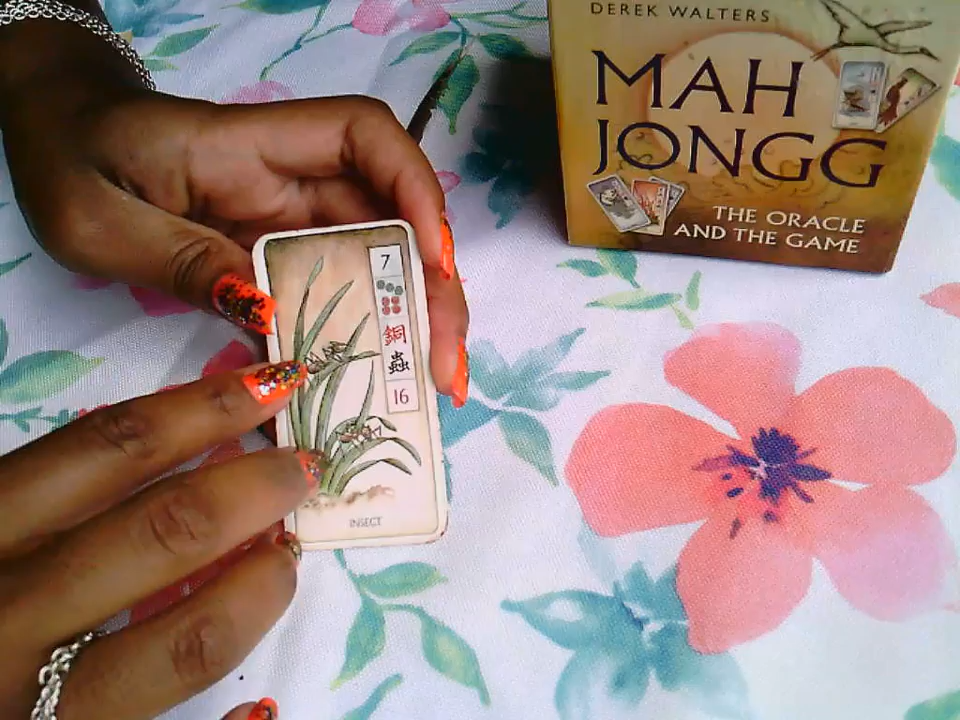 DEREK WALTERS
MAH
JONGG
THE ORACLE
AND THE GAME
7
銅
蟲
16
INSECT